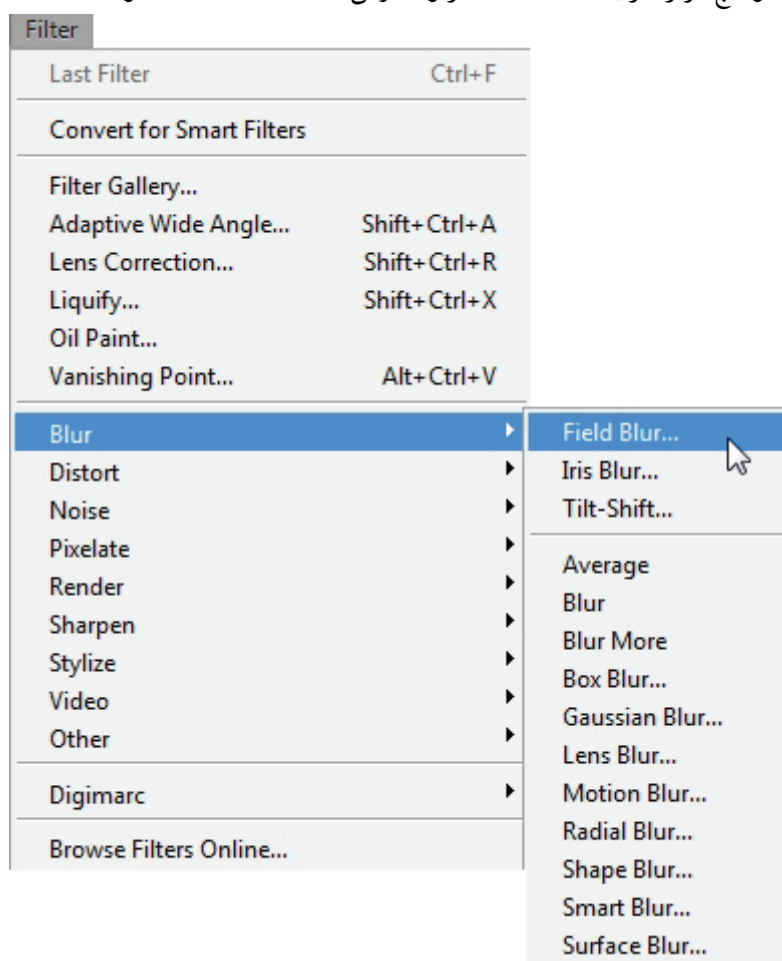 Filter
Last Filter Ctrl+F
Convert for Smart Filters
Filter Gallery...
Adaptive Wide Angle... Shift+Ctrl+A
Lens Correction... Shift+Ctrl+R
Liquify... Shift+Ctrl+X
Oil Paint...
Vanishing Point... Alt+Ctrl+V
Blur
Distort
Noise
Pixelate
Render
Sharpen
Stylize
Video
Other
Digimarc
Browse Filters Online...
Field Blur...
Iris Blur...
Tilt-Shift...
Average
Blur
Blur More
Box Blur...
Gaussian Blur...
Lens Blur...
Motion Blur...
Radial Blur...
Shape Blur...
Smart Blur...
Surface Blur...